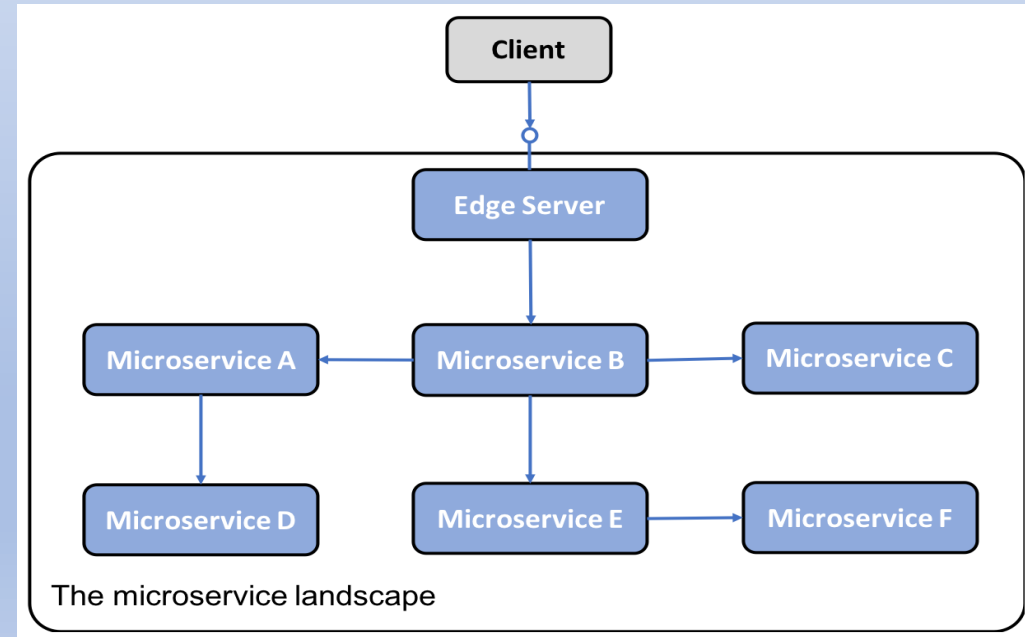 Client
Edge Server
Microservice A
Microservice B
Microservice C
Microservice D
Microservice E
Microservice F
The microservice landscape